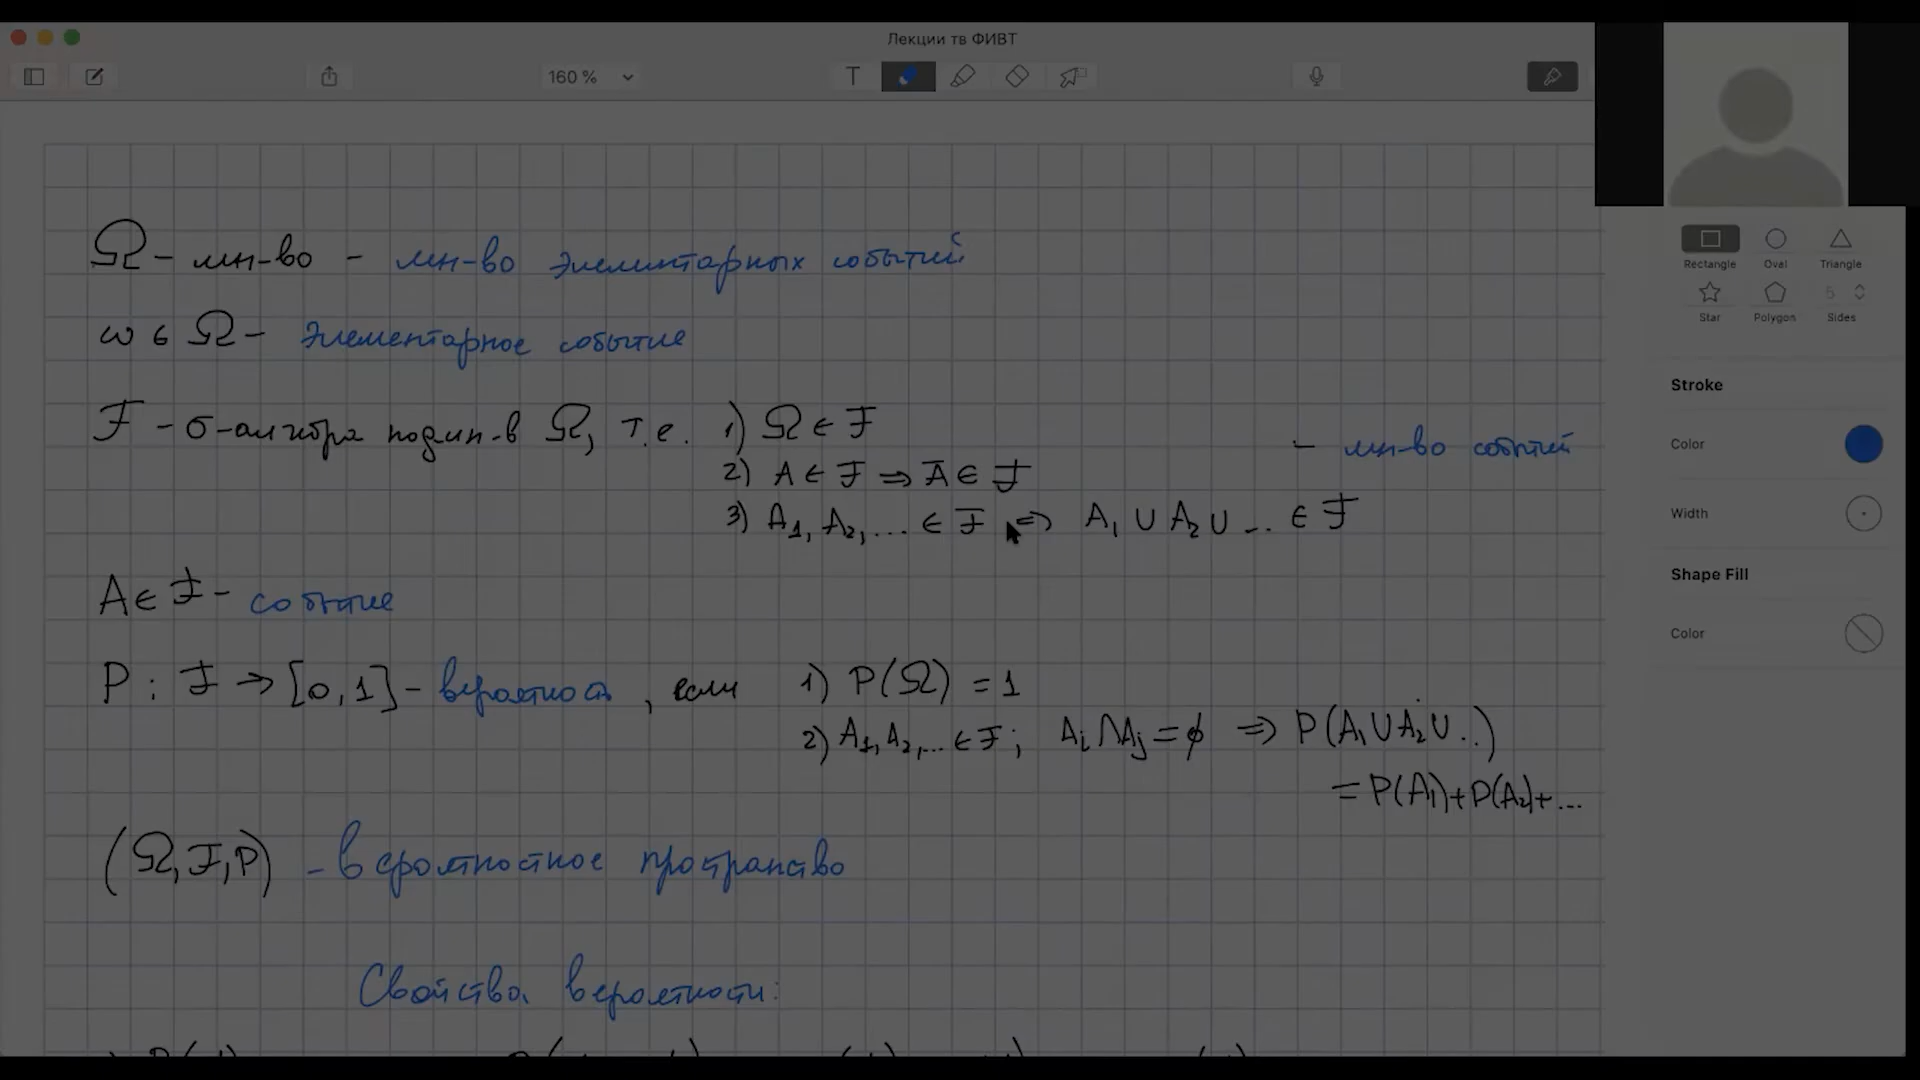 Лекции тв ФИВТ
160 %
T
Rectangle Oval Triangle
5
Star Polygon Sides
Stroke
Color
Width
Shape Fill
Color
Ω - мн-во - мн-во элементарных событий
ω ∈ Ω - Элементарное событие
F - σ-алгебра подмн-в Ω, т.е. 1) Ω ∈ F - мн-во событий
2) A ∈ F ⇒ Ā ∈ F
3) A₁, A₂, ... ∈ F ⇒ A₁ ∪ A₂ ∪ ... ∈ F
A ∈ F - событие
P : F → [0,1] - вероятность, если 1) P(Ω) = 1
2) A₁, A₂, ... ∈ F; Aᵢ ∩ Aⱼ = ϕ ⇒ P(A₁ ∪ A₂ ∪ ..)
= P(A₁) + P(A₂) + ...
(Ω, F, P) - вероятностное пространство
Свойства вероятности: